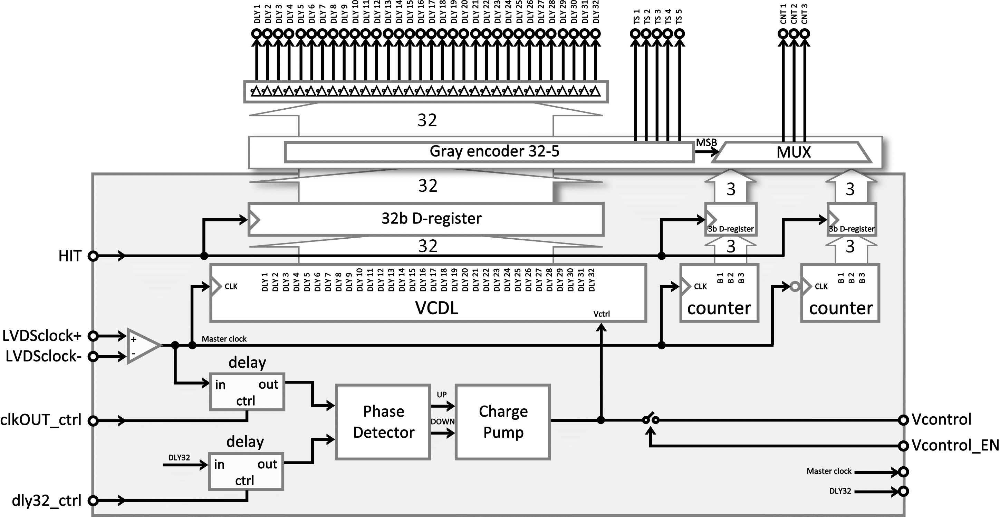 DLY 1 DLY 2 DLY 3 DLY 4 DLY 5 DLY 6 DLY 7 DLY 8 DLY 9 DLY 10 DLY 11 DLY 12 DLY 13 DLY 14 DLY 15 DLY 16 DLY 17 DLY 18 DLY 19 DLY 20 DLY 21 DLY 22 DLY 23 DLY 24 DLY 25 DLY 26 DLY 27 DLY 28 DLY 29 DLY 30 DLY 31 DLY 32
TS 1 TS 2 TS 3 TS 4 TS 5
CNT 1 CNT 2 CNT 3
32
Gray encoder 32-5
MSB
MUX
32
3
3
32b D-register
3b D-register
3b D-register
32
3
3
HIT
DLY 1 DLY 2 DLY 3 DLY 4 DLY 5 DLY 6 DLY 7 DLY 8 DLY 9 DLY 10 DLY 11 DLY 12 DLY 13 DLY 14 DLY 15 DLY 16 DLY 17 DLY 18 DLY 19 DLY 20 DLY 21 DLY 22 DLY 23 DLY 24 DLY 25 DLY 26 DLY 27 DLY 28 DLY 29 DLY 30 DLY 31 DLY 32
CLK
VCDL
Vctrl
B 1 B 2 B 3
CLK
counter
B 1 B 2 B 3
CLK
counter
LVDSclock+
+
LVDSclock-
-
Master clock
delay
in
out
ctrl
clkOUT_ctrl
Phase
Detector
UP
DOWN
Charge
Pump
Vcontrol
Vcontrol_EN
delay
DLY32
in
out
ctrl
dly32_ctrl
Master clock
DLY32